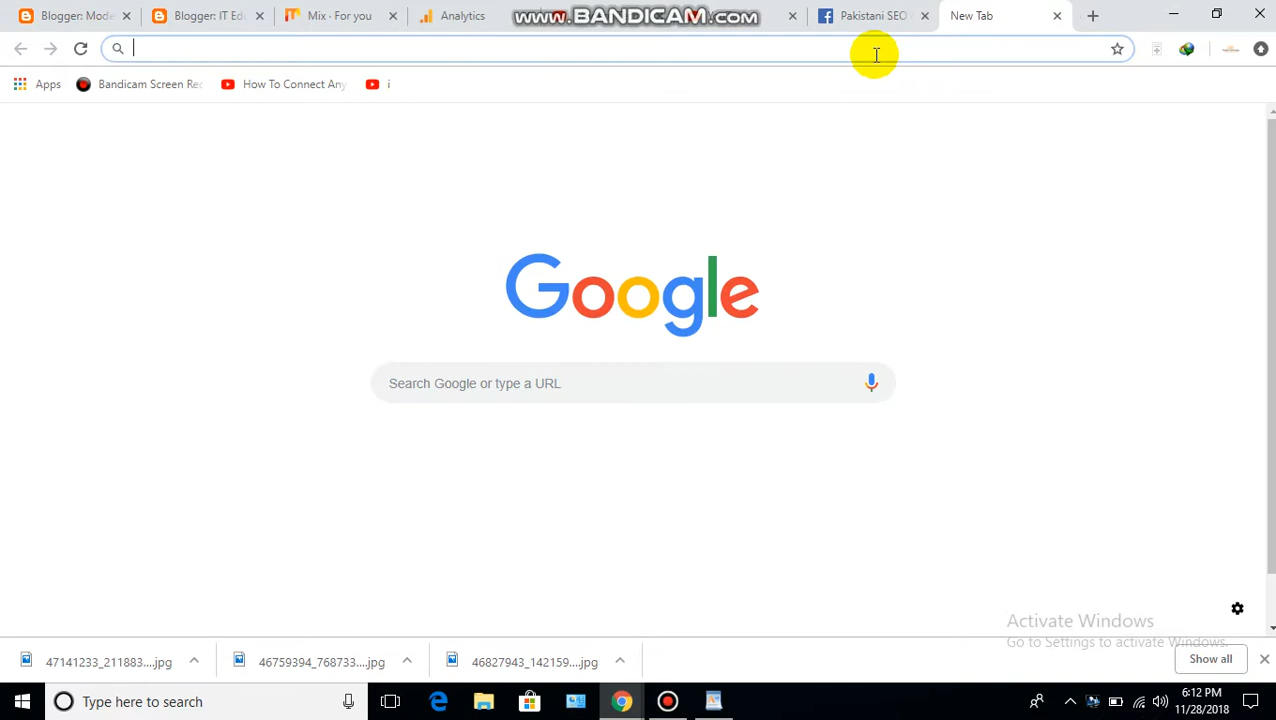 Blogger: Mode
Blogger: IT Ed
Mix · For you
Analytics
www.BANDICAM.com
Pakistani SEO
New Tab
Apps
Bandicam Screen Rec
How To Connect Any
i
Google
Search Google or type a URL
Activate Windows
Go to Settings to activate Windows.
47141233_211883....jpg
46759394_768733....jpg
46827943_142159....jpg
Show all
Type here to search
6:12 PM
11/28/2018